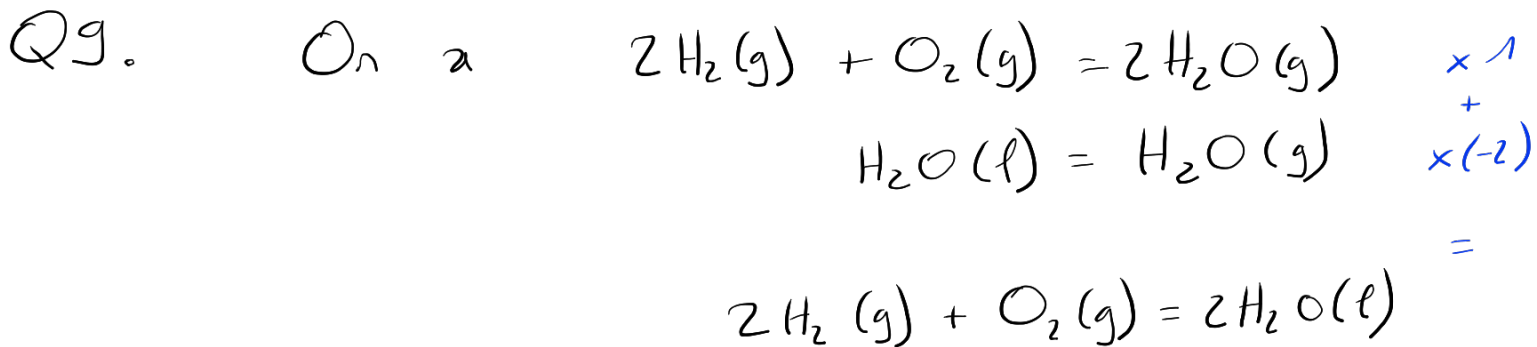 Q9. On a 2H₂(g) + O₂(g) = 2H₂O(g) × 1
+
H₂O(l) = H₂O(g) ×(-2)
=
2H₂(g) + O₂(g) = 2H₂O(l)